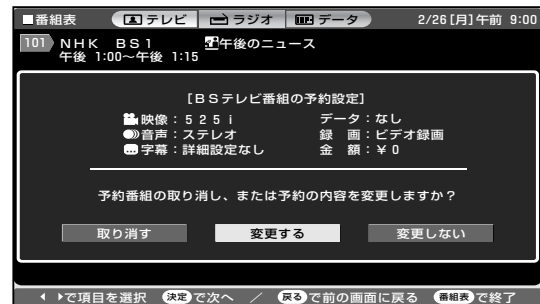 ■番組表 テレビ ラジオ データ 2/26[月]午前 9:00
101 NHK BS1 午後のニュース
午後 1:00~午後 1:15
[BSテレビ番組の予約設定]
映像:525i データ:なし
音声:ステレオ 録 画:ビデオ録画
字幕:詳細設定なし 金 額:¥0
予約番組の取り消し、または予約の内容を変更しますか?
取り消す 変更する 変更しない
で項目を選択 決定で次へ / 戻るで前の画面に戻る 番組表で終了